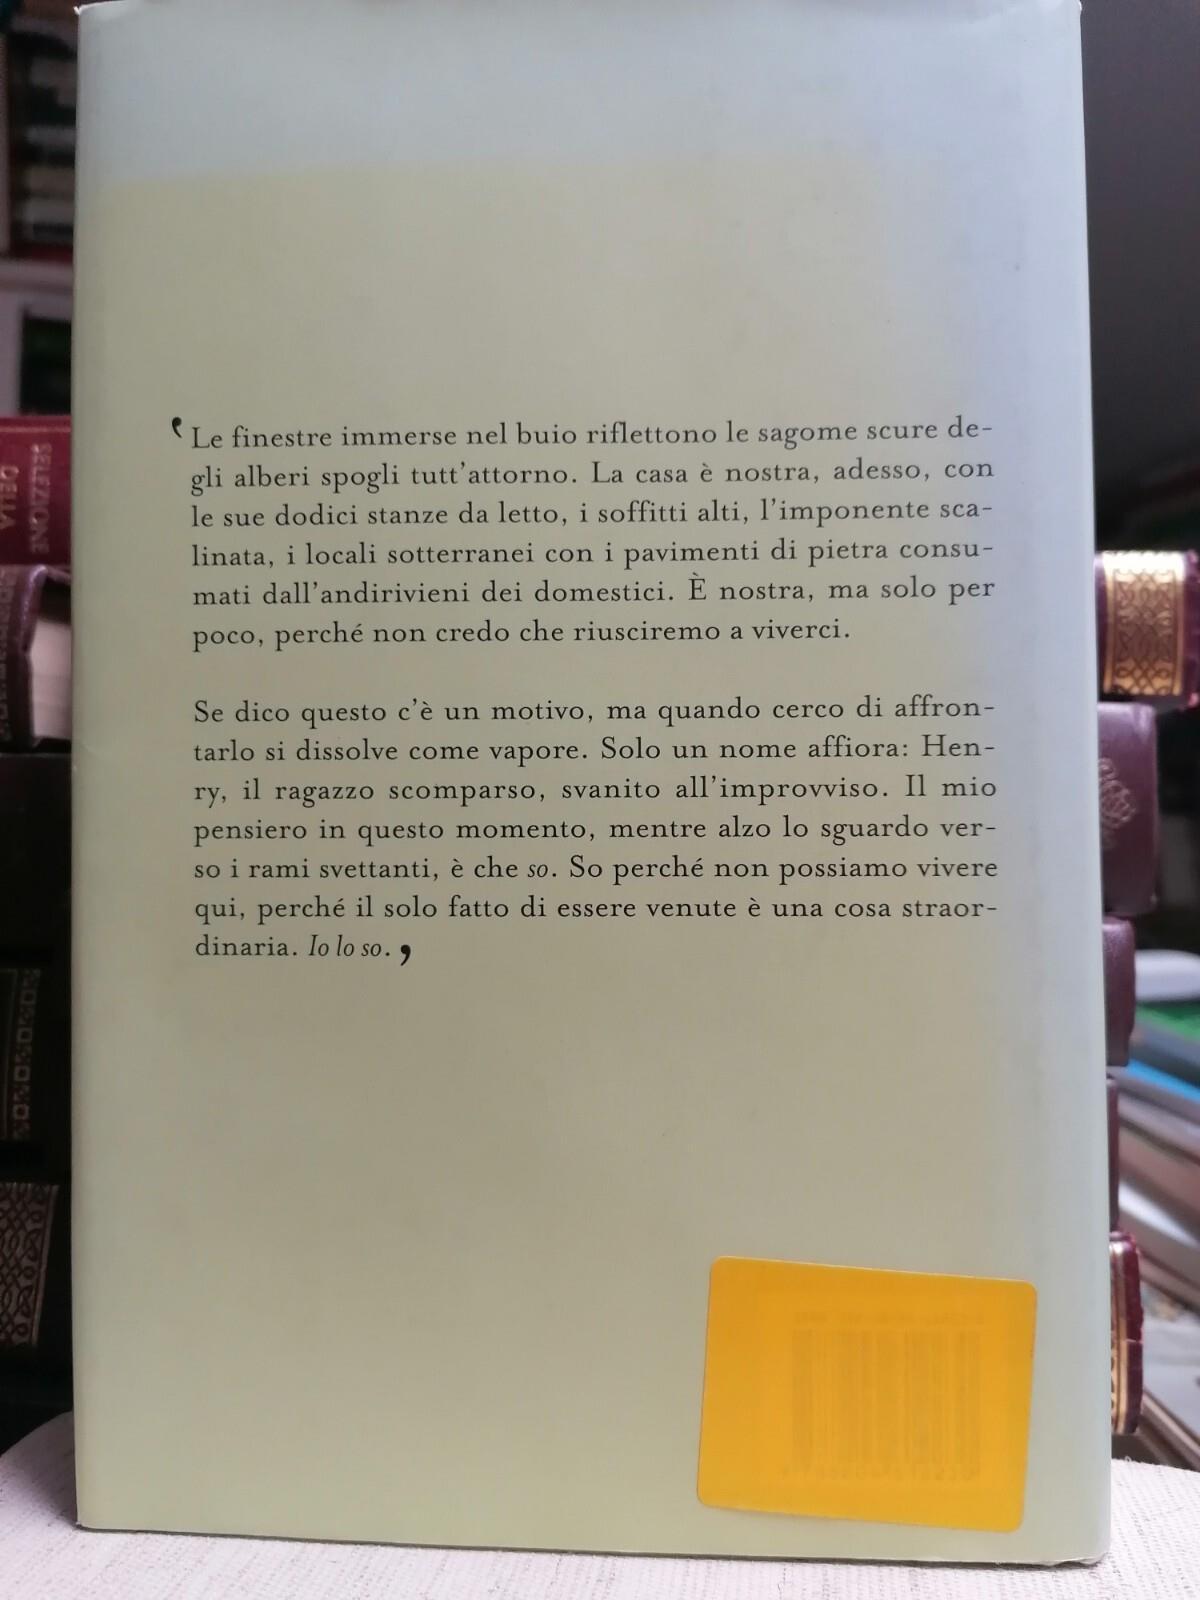 ‘Le finestre immerse nel buio riflettono le sagome scure de-
gli alberi spogli tutt'attorno. La casa è nostra, adesso, con
le sue dodici stanze da letto, i soffitti alti, l'imponente sca-
linata, i locali sotterranei con i pavimenti di pietra consu-
mati dall'andirivieni dei domestici. È nostra, ma solo per
poco, perché non credo che riusciremo a viverci.
Se dico questo c'è un motivo, ma quando cerco di affron-
tarlo si dissolve come vapore. Solo un nome affiora: Hen-
ry, il ragazzo scomparso, svanito all'improvviso. Il mio
pensiero in questo momento, mentre alzo lo sguardo ver-
so i rami svettanti, è che so. So perché non possiamo vivere
qui, perché il solo fatto di essere venute è una cosa straor-
dinaria. Io lo so.’
SELEZIONE
DELLA